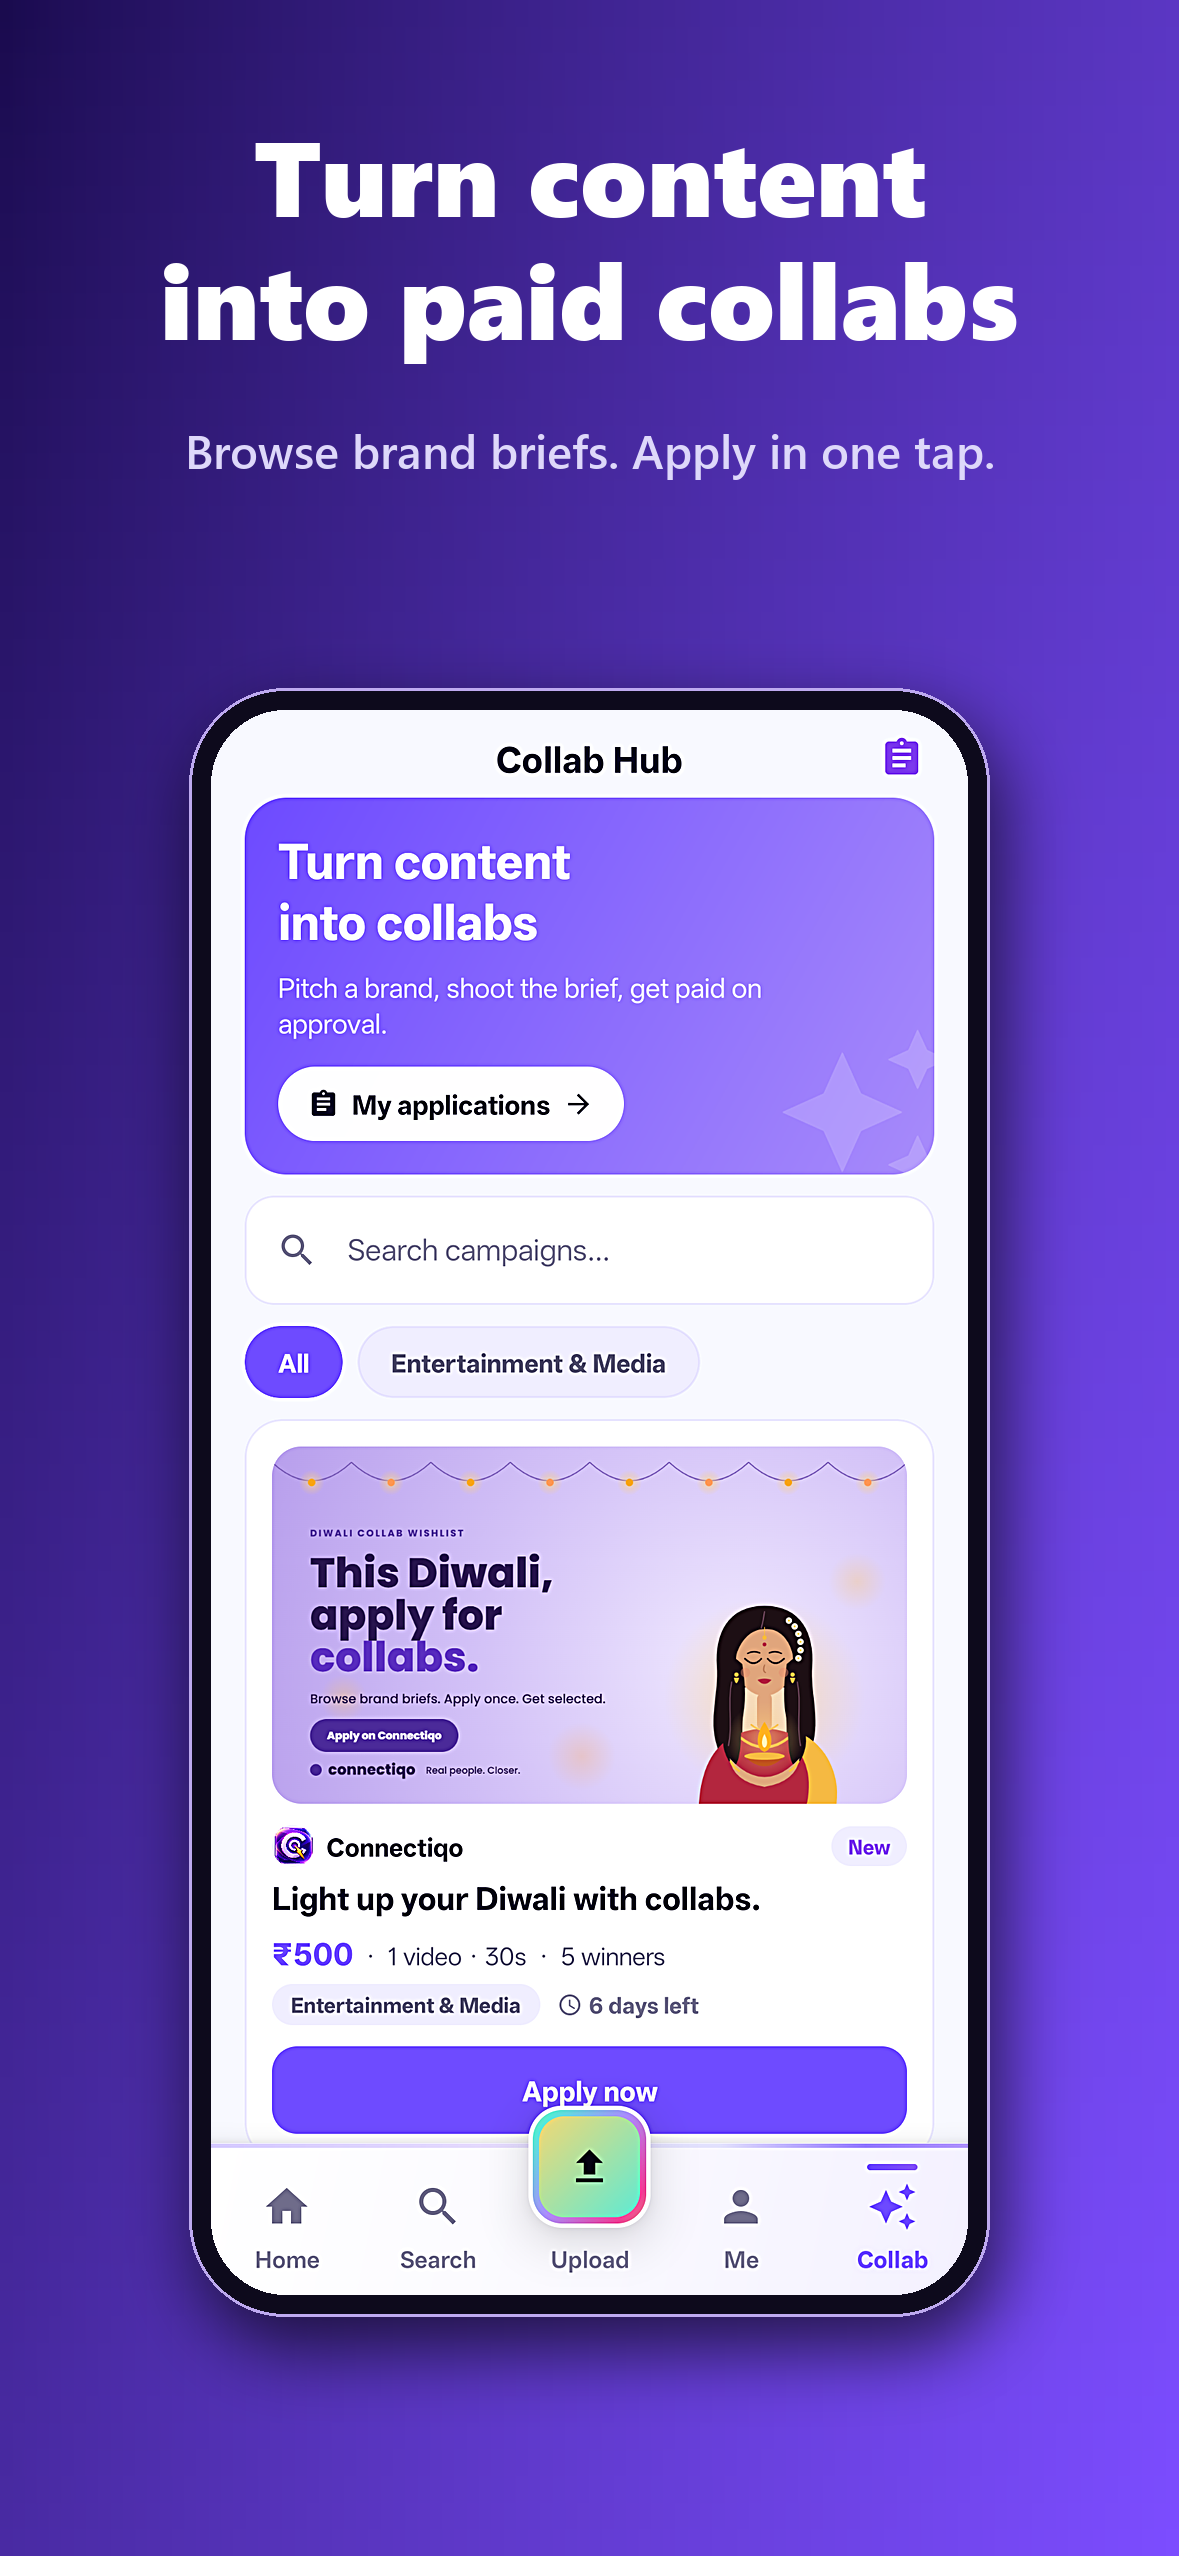 Turn content
into paid collabs
Browse brand briefs. Apply in one tap.
Collab Hub
Turn content
into collabs
Pitch a brand, shoot the brief, get paid on
approval.
My applications →
Search campaigns...
All
Entertainment & Media
DIWALI COLLAB WISHLIST
This Diwali,
apply for
collabs.
Browse brand briefs. Apply once. Get selected.
Apply on Connectiqo
connectiqo Real people. Closer.
Connectiqo
New
Light up your Diwali with collabs.
₹500 · 1 video · 30s · 5 winners
Entertainment & Media
6 days left
Apply now
Home
Search
Upload
Me
Collab